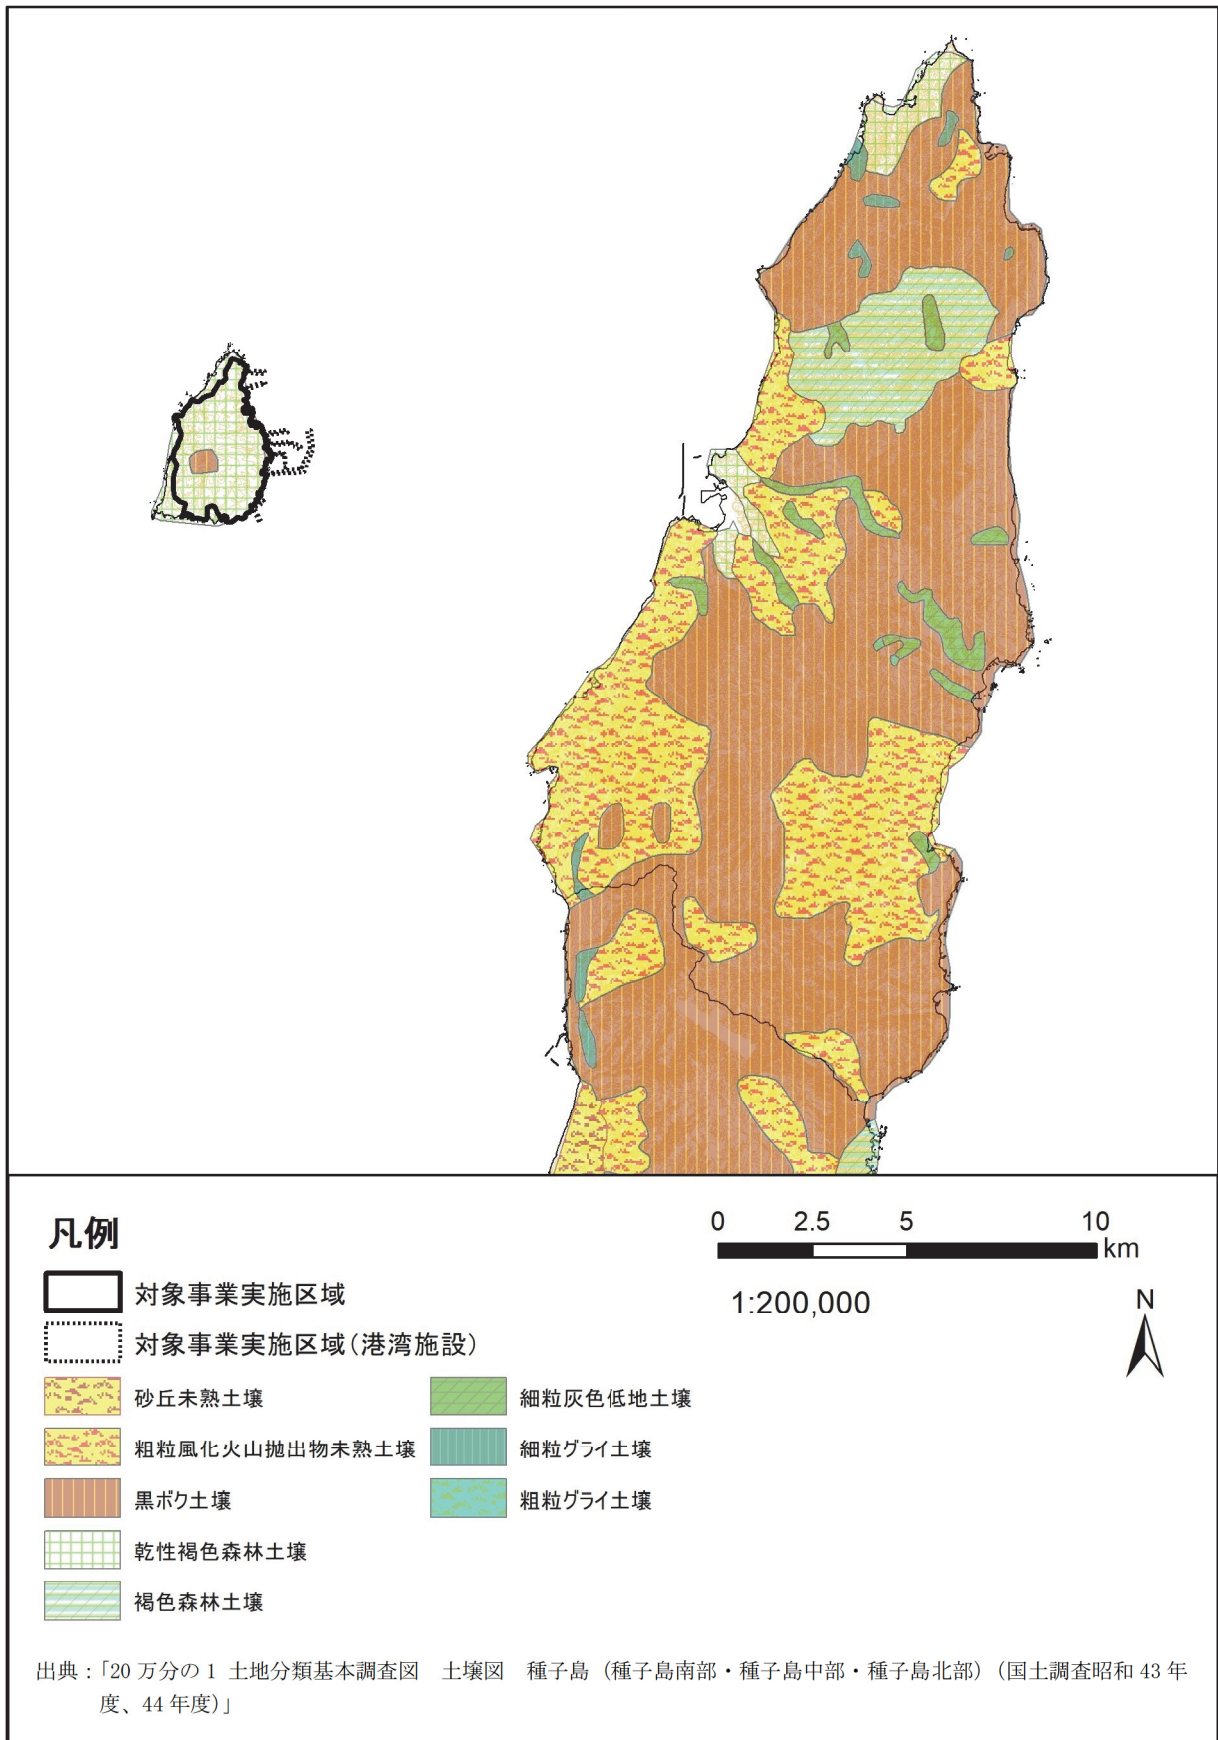 凡例
0 2.5 5 10
km
1:200,000
N
対象事業実施区域
対象事業実施区域(港湾施設)
砂丘未熟土壌
粗粒風化火山抛出物未熟土壌
黒ボク土壌
乾性褐色森林土壌
褐色森林土壌
細粒灰色低地土壌
細粒グライ土壌
粗粒グライ土壌
出典：「20 万分の 1 土地分類基本調査図　土壌図　種子島（種子島南部・種子島中部・種子島北部）（国土調査昭和 43 年
度、44 年度）」